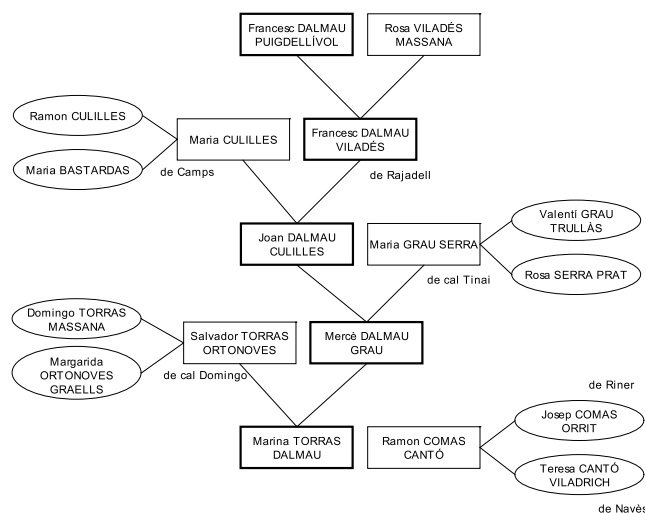 Francesc DALMAU
PUIGDELLÍVOL
Rosa VILADÉS
MASSANA
Ramon CULILLES
Maria BASTARDAS
Maria CULILLES
de Camps
Francesc DALMAU
VILADÉS
de Rajadell
Joan DALMAU
CULILLES
Maria GRAU SERRA
de cal Tinai
Valentí GRAU
TRULLÀS
Rosa SERRA PRAT
Domingo TORRAS
MASSANA
Margarida
ORTONOVES
GRAELLS
Salvador TORRAS
ORTONOVES
de cal Domingo
Mercè DALMAU
GRAU
Marina TORRAS
DALMAU
Ramon COMAS
CANTÓ
de Riner
Josep COMAS
ORRIT
Teresa CANTÓ
VILADRICH
de Navès